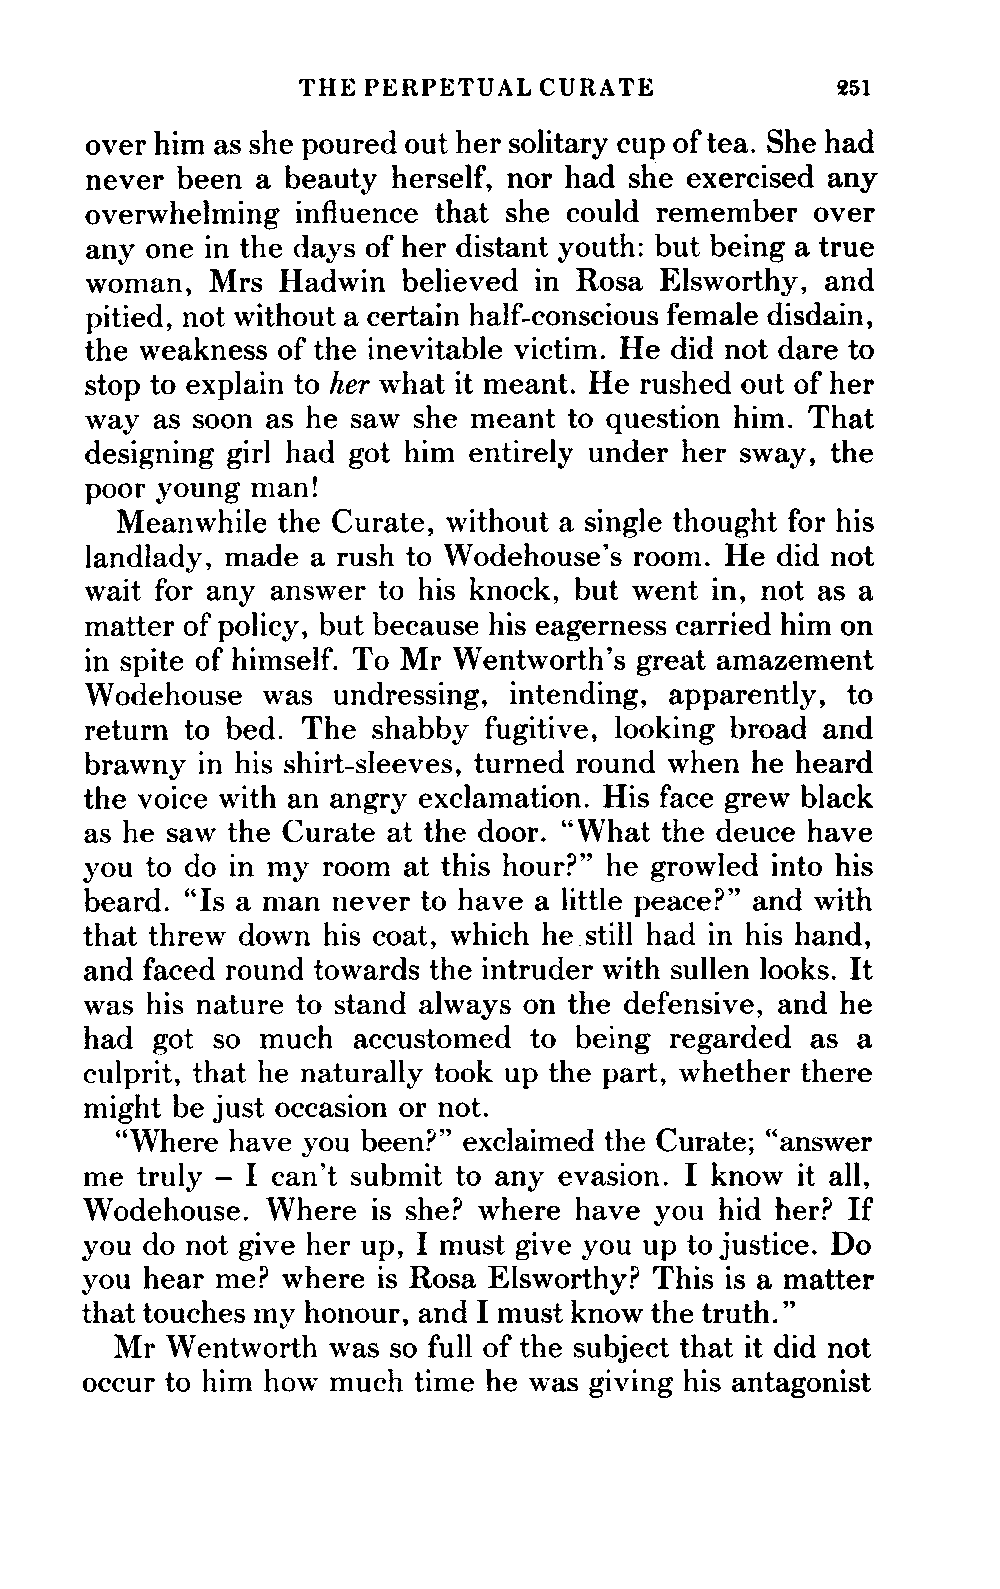 THE PERPETUAL CURATE 251
over him as she poured out her solitary cup of tea. She had
never been a beauty herself, nor had she exercised any
overwhelming influence that she could remember over
any one in the days of her distant youth: but being a true
woman, Mrs Hadwin believed in Rosa Elsworthy, and
pitied, not without a certain half-conscious female disdain,
the weakness of the inevitable victim. He did not dare to
stop to explain to her what it meant. He rushed out of her
way as soon as he saw she meant to question him. That
designing girl had got him entirely under her sway, the
poor young man!
Meanwhile the Curate, without a single thought for his
landlady, made a rush to Wodehouse's room. He did not
wait for any answer to his knock, but went in, not as a
matter of policy, but because his eagerness carried him on
in spite of himself. To Mr Wentworth's great amazement
Wodehouse was undressing, intending, apparently, to
return to bed. The shabby fugitive, looking broad and
brawny in his shirt-sleeves, turned round when he heard
the voice with an angry exclamation. His face grew black
as he saw the Curate at the door. “What the deuce have
you to do in my room at this hour?” he growled into his
beard. “Is a man never to have a little peace?” and with
that threw down his coat, which he still had in his hand,
and faced round towards the intruder with sullen looks. It
was his nature to stand always on the defensive, and he
had got so much accustomed to being regarded as a
culprit, that he naturally took up the part, whether there
might be just occasion or not.
“Where have you been?” exclaimed the Curate; “answer
me truly – I can't submit to any evasion. I know it all,
Wodehouse. Where is she? where have you hid her? If
you do not give her up, I must give you up to justice. Do
you hear me? where is Rosa Elsworthy? This is a matter
that touches my honour, and I must know the truth.”
Mr Wentworth was so full of the subject that it did not
occur to him how much time he was giving his antagonist